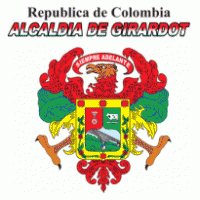 Republica de Colombia
ALCALDIA DE GIRARDOT
SIEMPRE ADELANTE